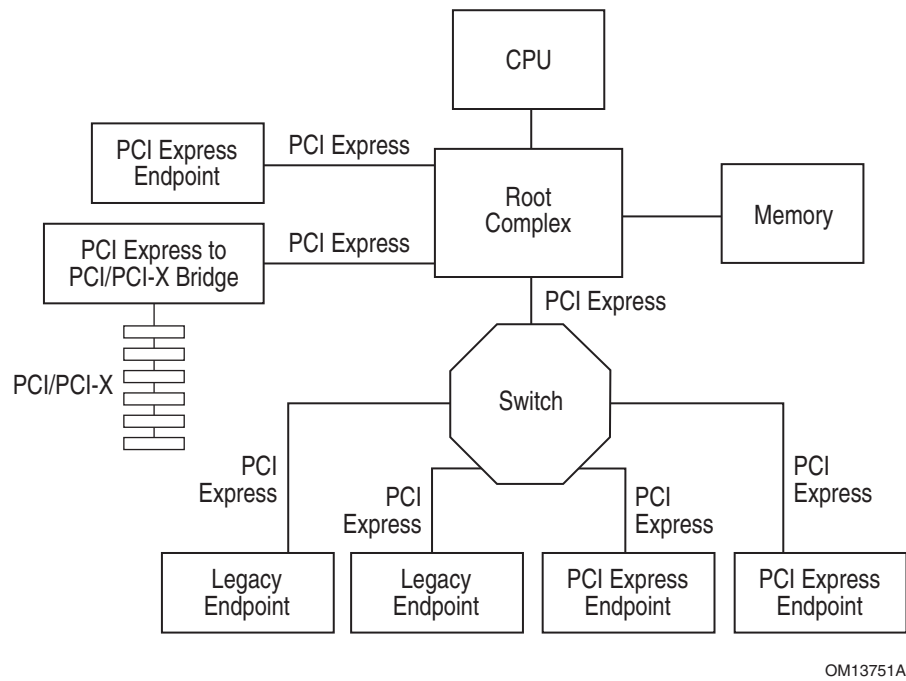 CPU
PCI Express
Endpoint
PCI Express
Root
Complex
Memory
PCI Express to
PCI/PCI-X Bridge
PCI Express
PCI Express
PCI/PCI-X
Switch
PCI
Express
PCI
Express
PCI
Express
PCI
Express
Legacy
Endpoint
Legacy
Endpoint
PCI Express
Endpoint
PCI Express
Endpoint
OM13751A